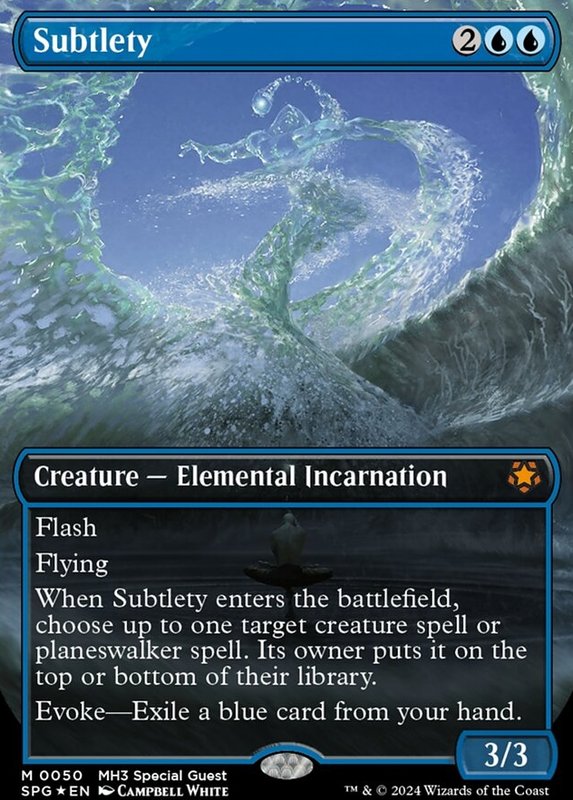 Subtlety 2
Creature — Elemental Incarnation
Flash
Flying
When Subtlety enters the battlefield,
choose up to one target creature spell or
planeswalker spell. Its owner puts it on the
top or bottom of their library.
Evoke—Exile a blue card from your hand.
3/3
M 0050 MH3 Special Guest
SPG★EN Campbell White ™ & © 2024 Wizards of the Coast